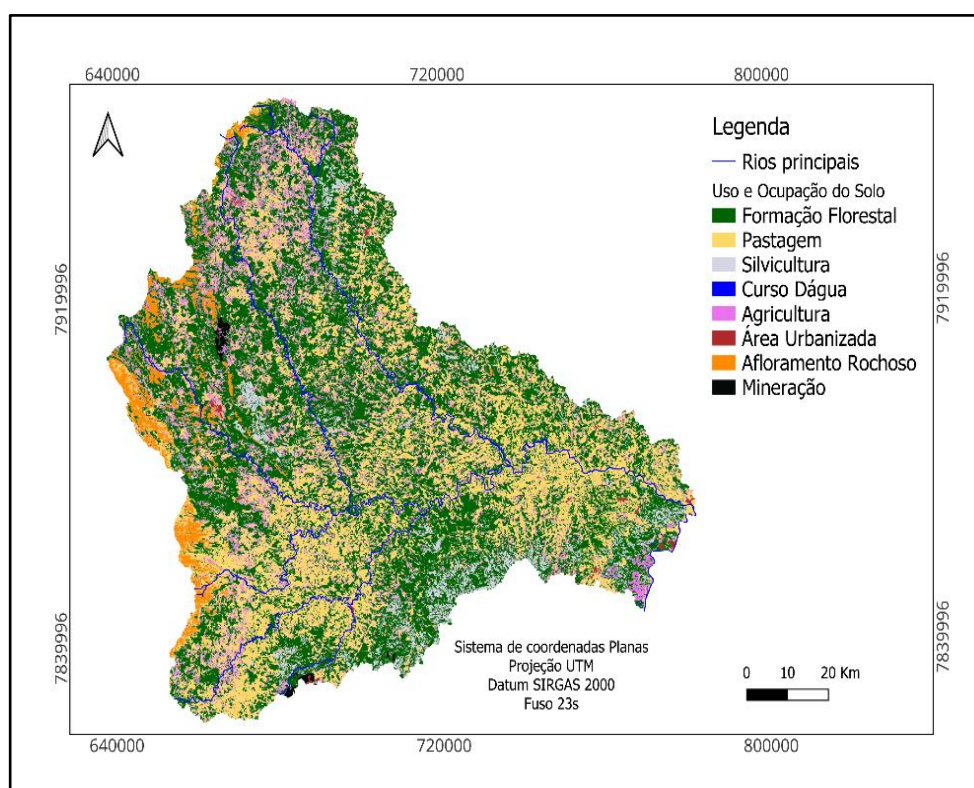 640000
720000
800000
Legenda
Rios principais
Uso e Ocupação do Solo
Formação Florestal
Pastagem
Silvicultura
Curso Dágua
Agricultura
Área Urbanizada
Afloramento Rochoso
Mineração
7919996
7919996
7839996
7839996
Sistema de coordenadas Planas
Projeção UTM
Datum SIRGAS 2000
Fuso 23s
0 10 20 Km
640000
720000
800000